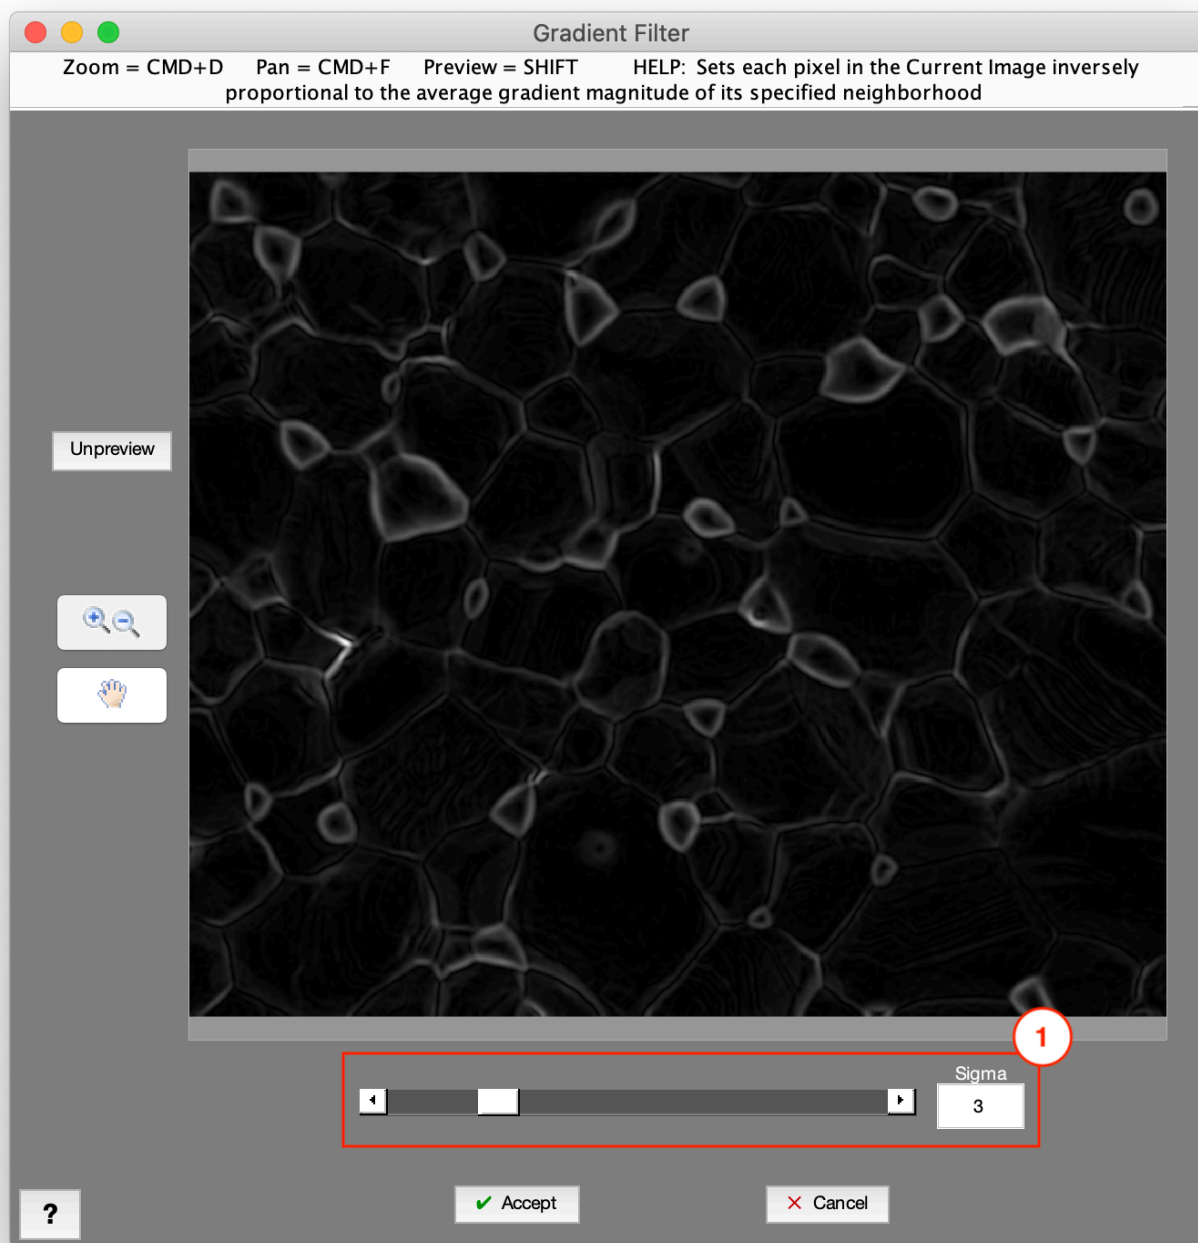 Gradient Filter
Zoom = CMD+D Pan = CMD+F Preview = SHIFT HELP: Sets each pixel in the Current Image inversely
proportional to the average gradient magnitude of its specified neighborhood
Unpreview
1
Sigma
3
Accept
Cancel
?